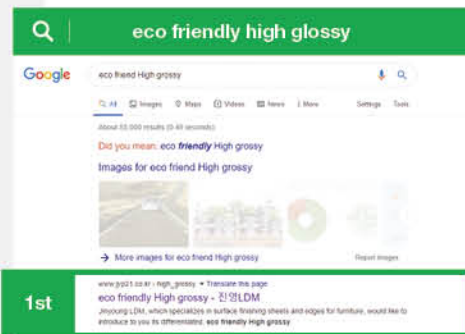 eco friendly high glossy
Google
eco friend High grossy
All Images Maps Videos News More Settings Tools
About 55,000 results (0.49 seconds)
Did you mean: eco friendly High grossy
Images for eco friend High grossy
More images for eco friend High grossy Report images
www.jyp21.co.kr › high_grossy ▾ Translate this page
1st
eco friendly High grossy - 진영LDM
Jinyoung LDM, which specializes in surface finishing sheets and edges for furniture, would like to
introduce to you its differentiated, eco friendly High grossy